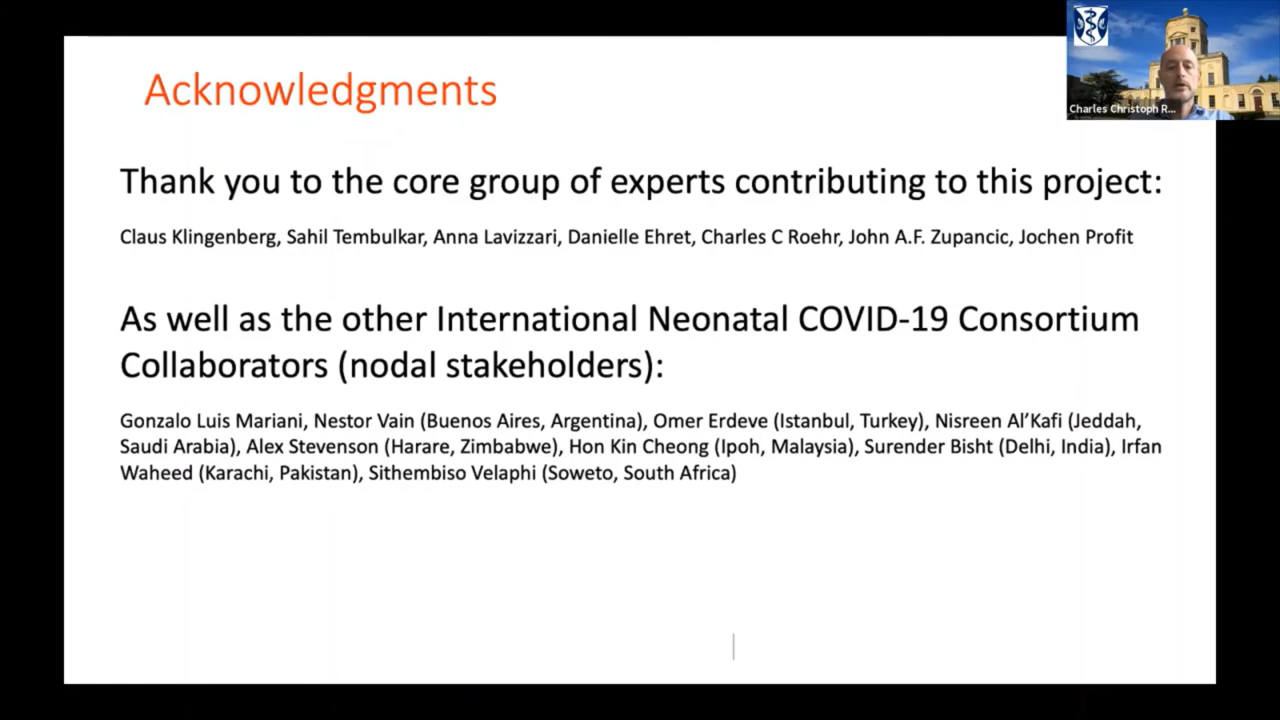 Acknowledgments
Charles Christoph R...
Thank you to the core group of experts contributing to this project:
Claus Klingenberg, Sahil Tembulkar, Anna Lavizzari, Danielle Ehret, Charles C Roehr, John A.F. Zupancic, Jochen Profit
As well as the other International Neonatal COVID-19 Consortium
Collaborators (nodal stakeholders):
Gonzalo Luis Mariani, Nestor Vain (Buenos Aires, Argentina), Omer Erdeve (Istanbul, Turkey), Nisreen Al’Kafi (Jeddah,
Saudi Arabia), Alex Stevenson (Harare, Zimbabwe), Hon Kin Cheong (Ipoh, Malaysia), Surender Bisht (Delhi, India), Irfan
Waheed (Karachi, Pakistan), Sithembiso Velaphi (Soweto, South Africa)